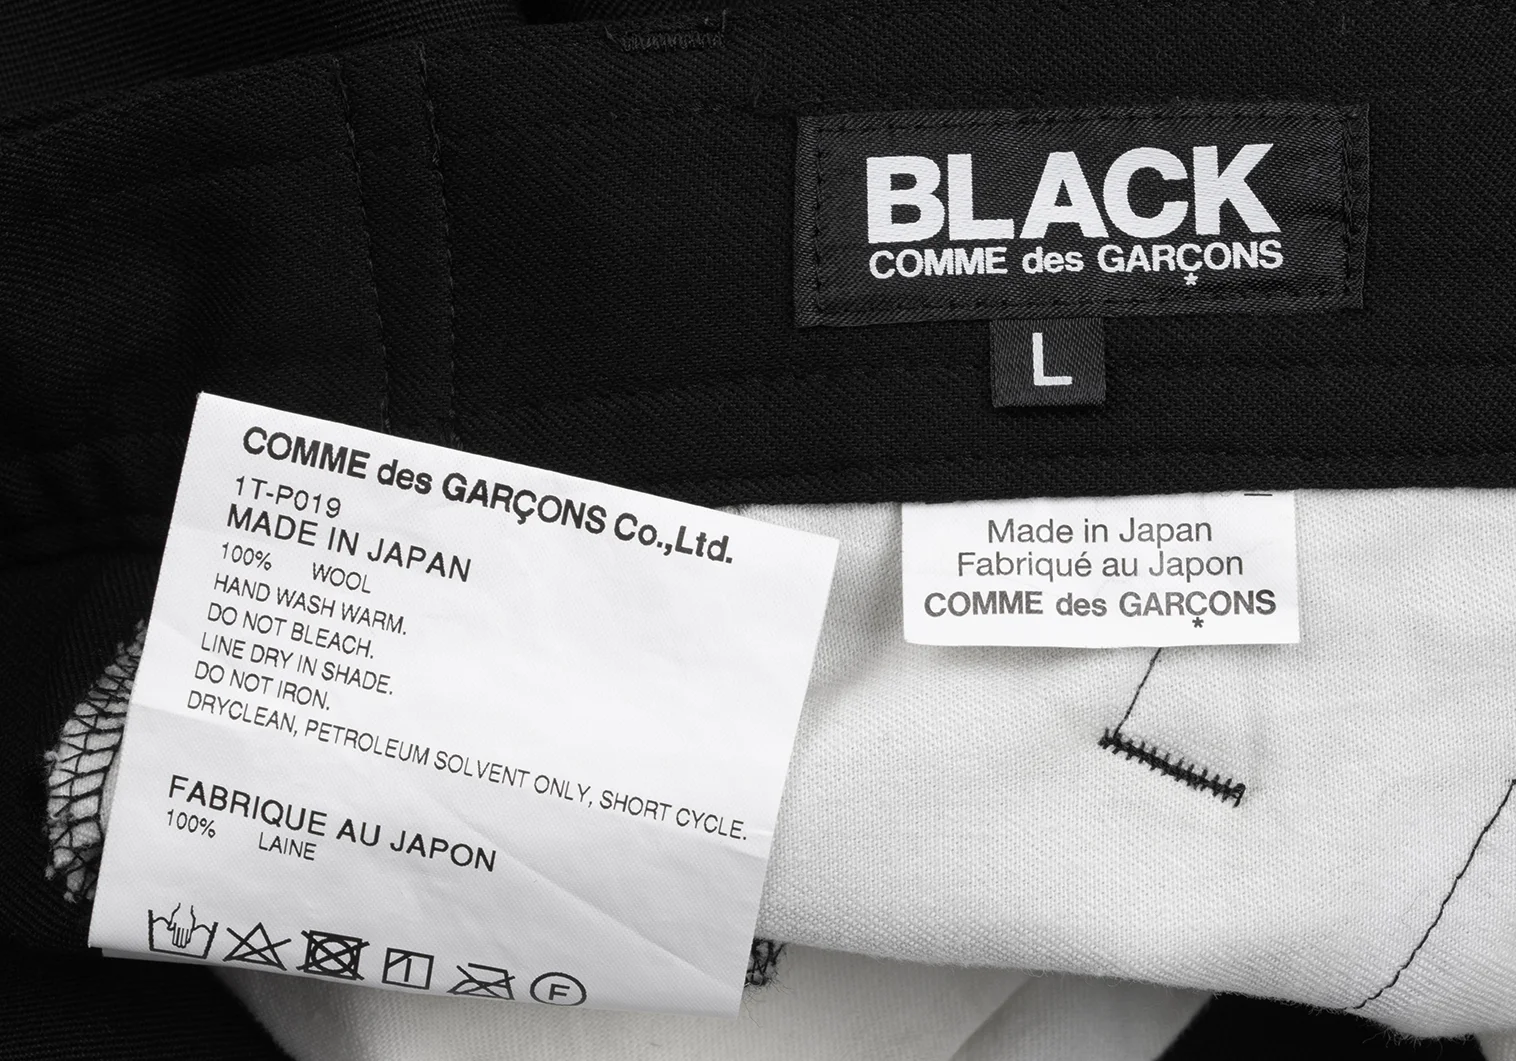 BLACK
COMME des GARÇONS
L
COMME des GARÇONS Co.,Ltd.
1T-P019
MADE IN JAPAN
100% WOOL
HAND WASH WARM.
DO NOT BLEACH.
LINE DRY IN SHADE.
DO NOT IRON.
DRYCLEAN, PETROLEUM SOLVENT ONLY, SHORT CYCLE.
FABRIQUE AU JAPON
100% LAINE
F
Made in Japan
Fabriqué au Japon
COMME des GARÇONS